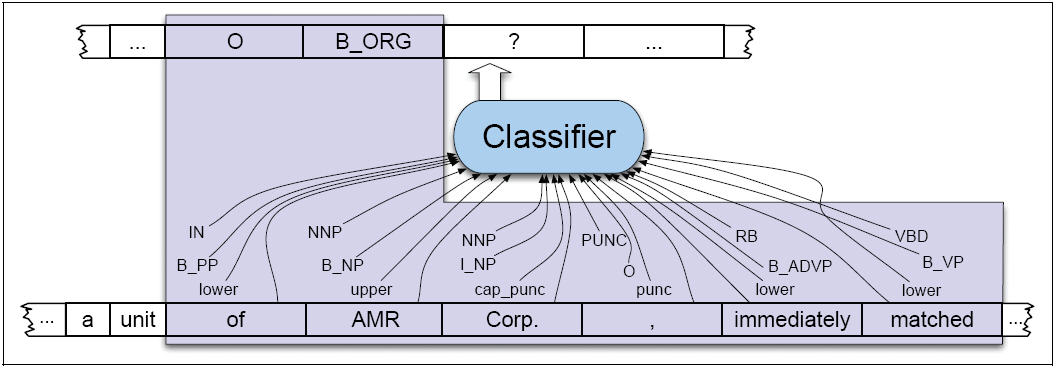 ... O B_ORG ? ...
Classifier
IN NNP NNP PUNC RB VBD
B_PP B_NP I_NP O B_ADVP B_VP
lower upper cap_punc punc lower lower
... a unit of AMR Corp. , immediately matched ...